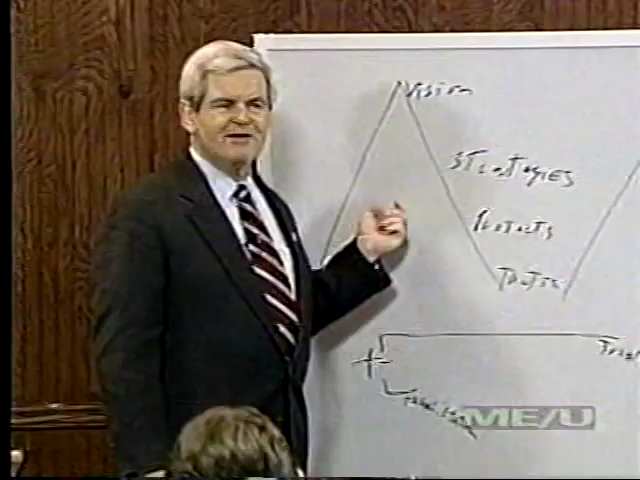 Vision
Strategies
Projects
Tactics
ME/U